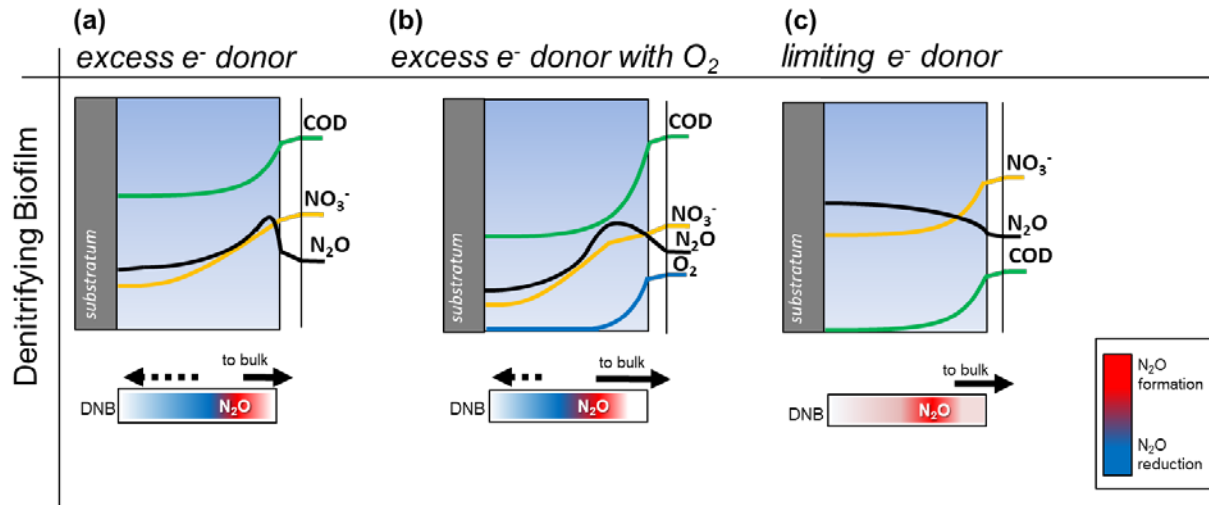 (a)
(b)
(c)
excess e⁻ donor
excess e⁻ donor with O₂
limiting e⁻ donor
Denitrifying Biofilm
substratum
COD
NO₃⁻
N₂O
to bulk
DNB
N₂O
substratum
COD
NO₃⁻
N₂O
O₂
to bulk
DNB
N₂O
substratum
NO₃⁻
N₂O
COD
to bulk
DNB
N₂O
N₂O
formation
N₂O
reduction